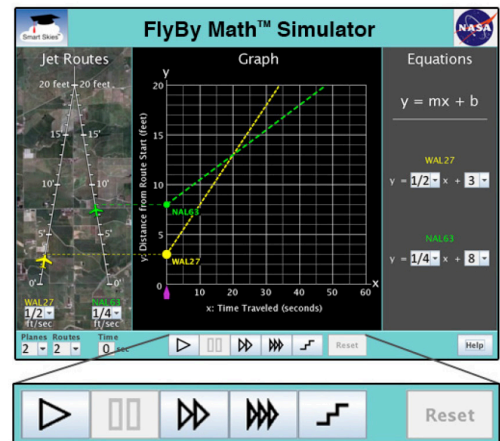 Smart Skies™
FlyBy Math™ Simulator
NASA
Jet Routes
20 feet 20 feet
15' 15'
10' 10'
5' 5'
0' 0'
WAL27 NAL63
1/2 1/4
ft/sec ft/sec
Graph
y
y: Distance from Route Start (feet)
20
15
10
5
0
NAL63
WAL27
10 20 30 40 50 60
x
x: Time Traveled (seconds)
Equations
y = mx + b
WAL27
y = 1/2 x + 3
NAL63
y = 1/4 x + 8
Planes Routes Time
2 2 0 sec
Reset
Help
Reset